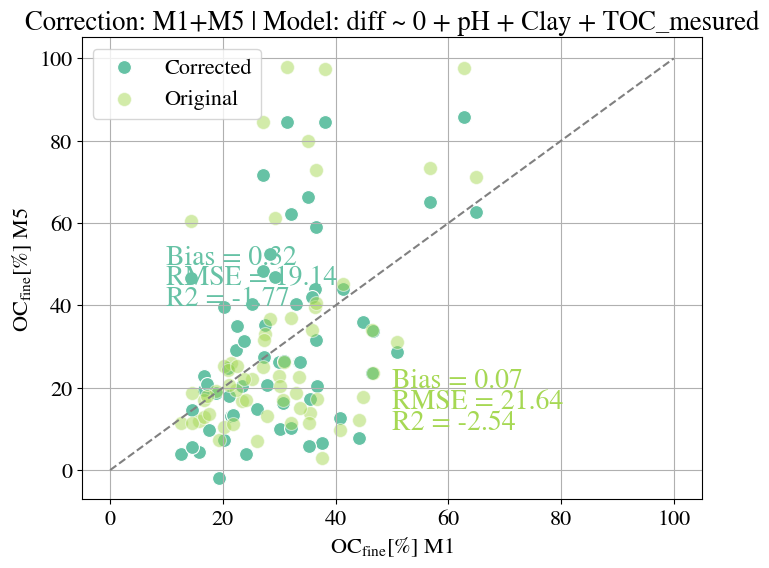 Correction: M1+M5 | Model: diff ~ 0 + pH + Clay + TOC_mesured
Corrected
Original
100
80
60
40
20
0
OCfine[%] M5
Bias = 0.32
RMSE = 19.14
R2 = -1.77
Bias = 0.07
RMSE = 21.64
R2 = -2.54
0 20 40 60 80 100
OCfine[%] M1